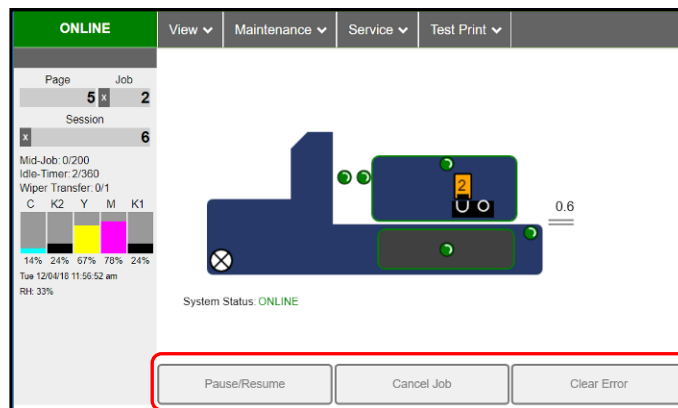 ONLINE
View
Maintenance
Service
Test Print
Page
Job
5 x 2
Session
x 6
Mid-Job: 0/200
Idle-Timer: 2/360
Wiper Transfer: 0/1
C K2 Y M K1
14% 24% 67% 78% 24%
Tue 12/04/18 11:56:52 am
RH: 33%
2
0.6
System Status: ONLINE
Pause/Resume
Cancel Job
Clear Error